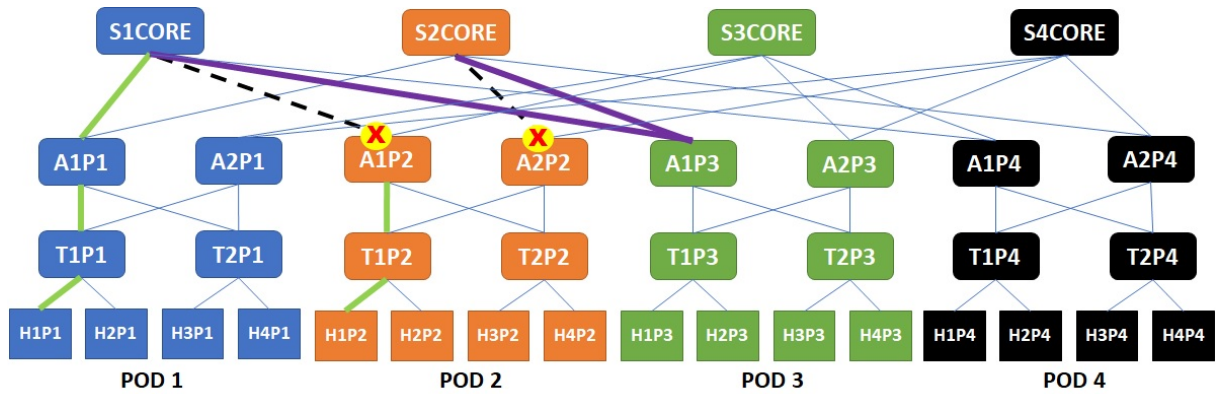 S1CORE S2CORE S3CORE S4CORE
X X
A1P1 A2P1 A1P2 A2P2 A1P3 A2P3 A1P4 A2P4
T1P1 T2P1 T1P2 T2P2 T1P3 T2P3 T1P4 T2P4
H1P1 H2P1 H3P1 H4P1 H1P2 H2P2 H3P2 H4P2 H1P3 H2P3 H3P3 H4P3 H1P4 H2P4 H3P4 H4P4
POD 1 POD 2 POD 3 POD 4